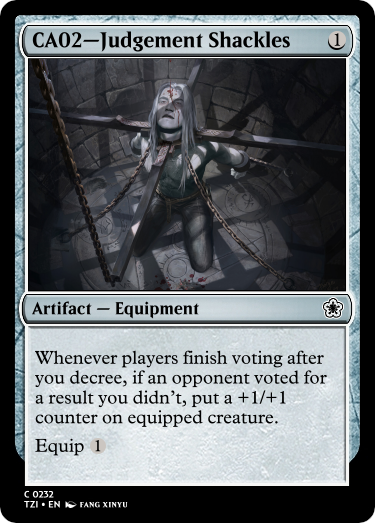 CA02—Judgement Shackles 1
Artifact — Equipment
Whenever players finish voting after
you decree, if an opponent voted for
a result you didn't, put a +1/+1
counter on equipped creature.
Equip 1
C 0232
TZI • EN FANG XINYU